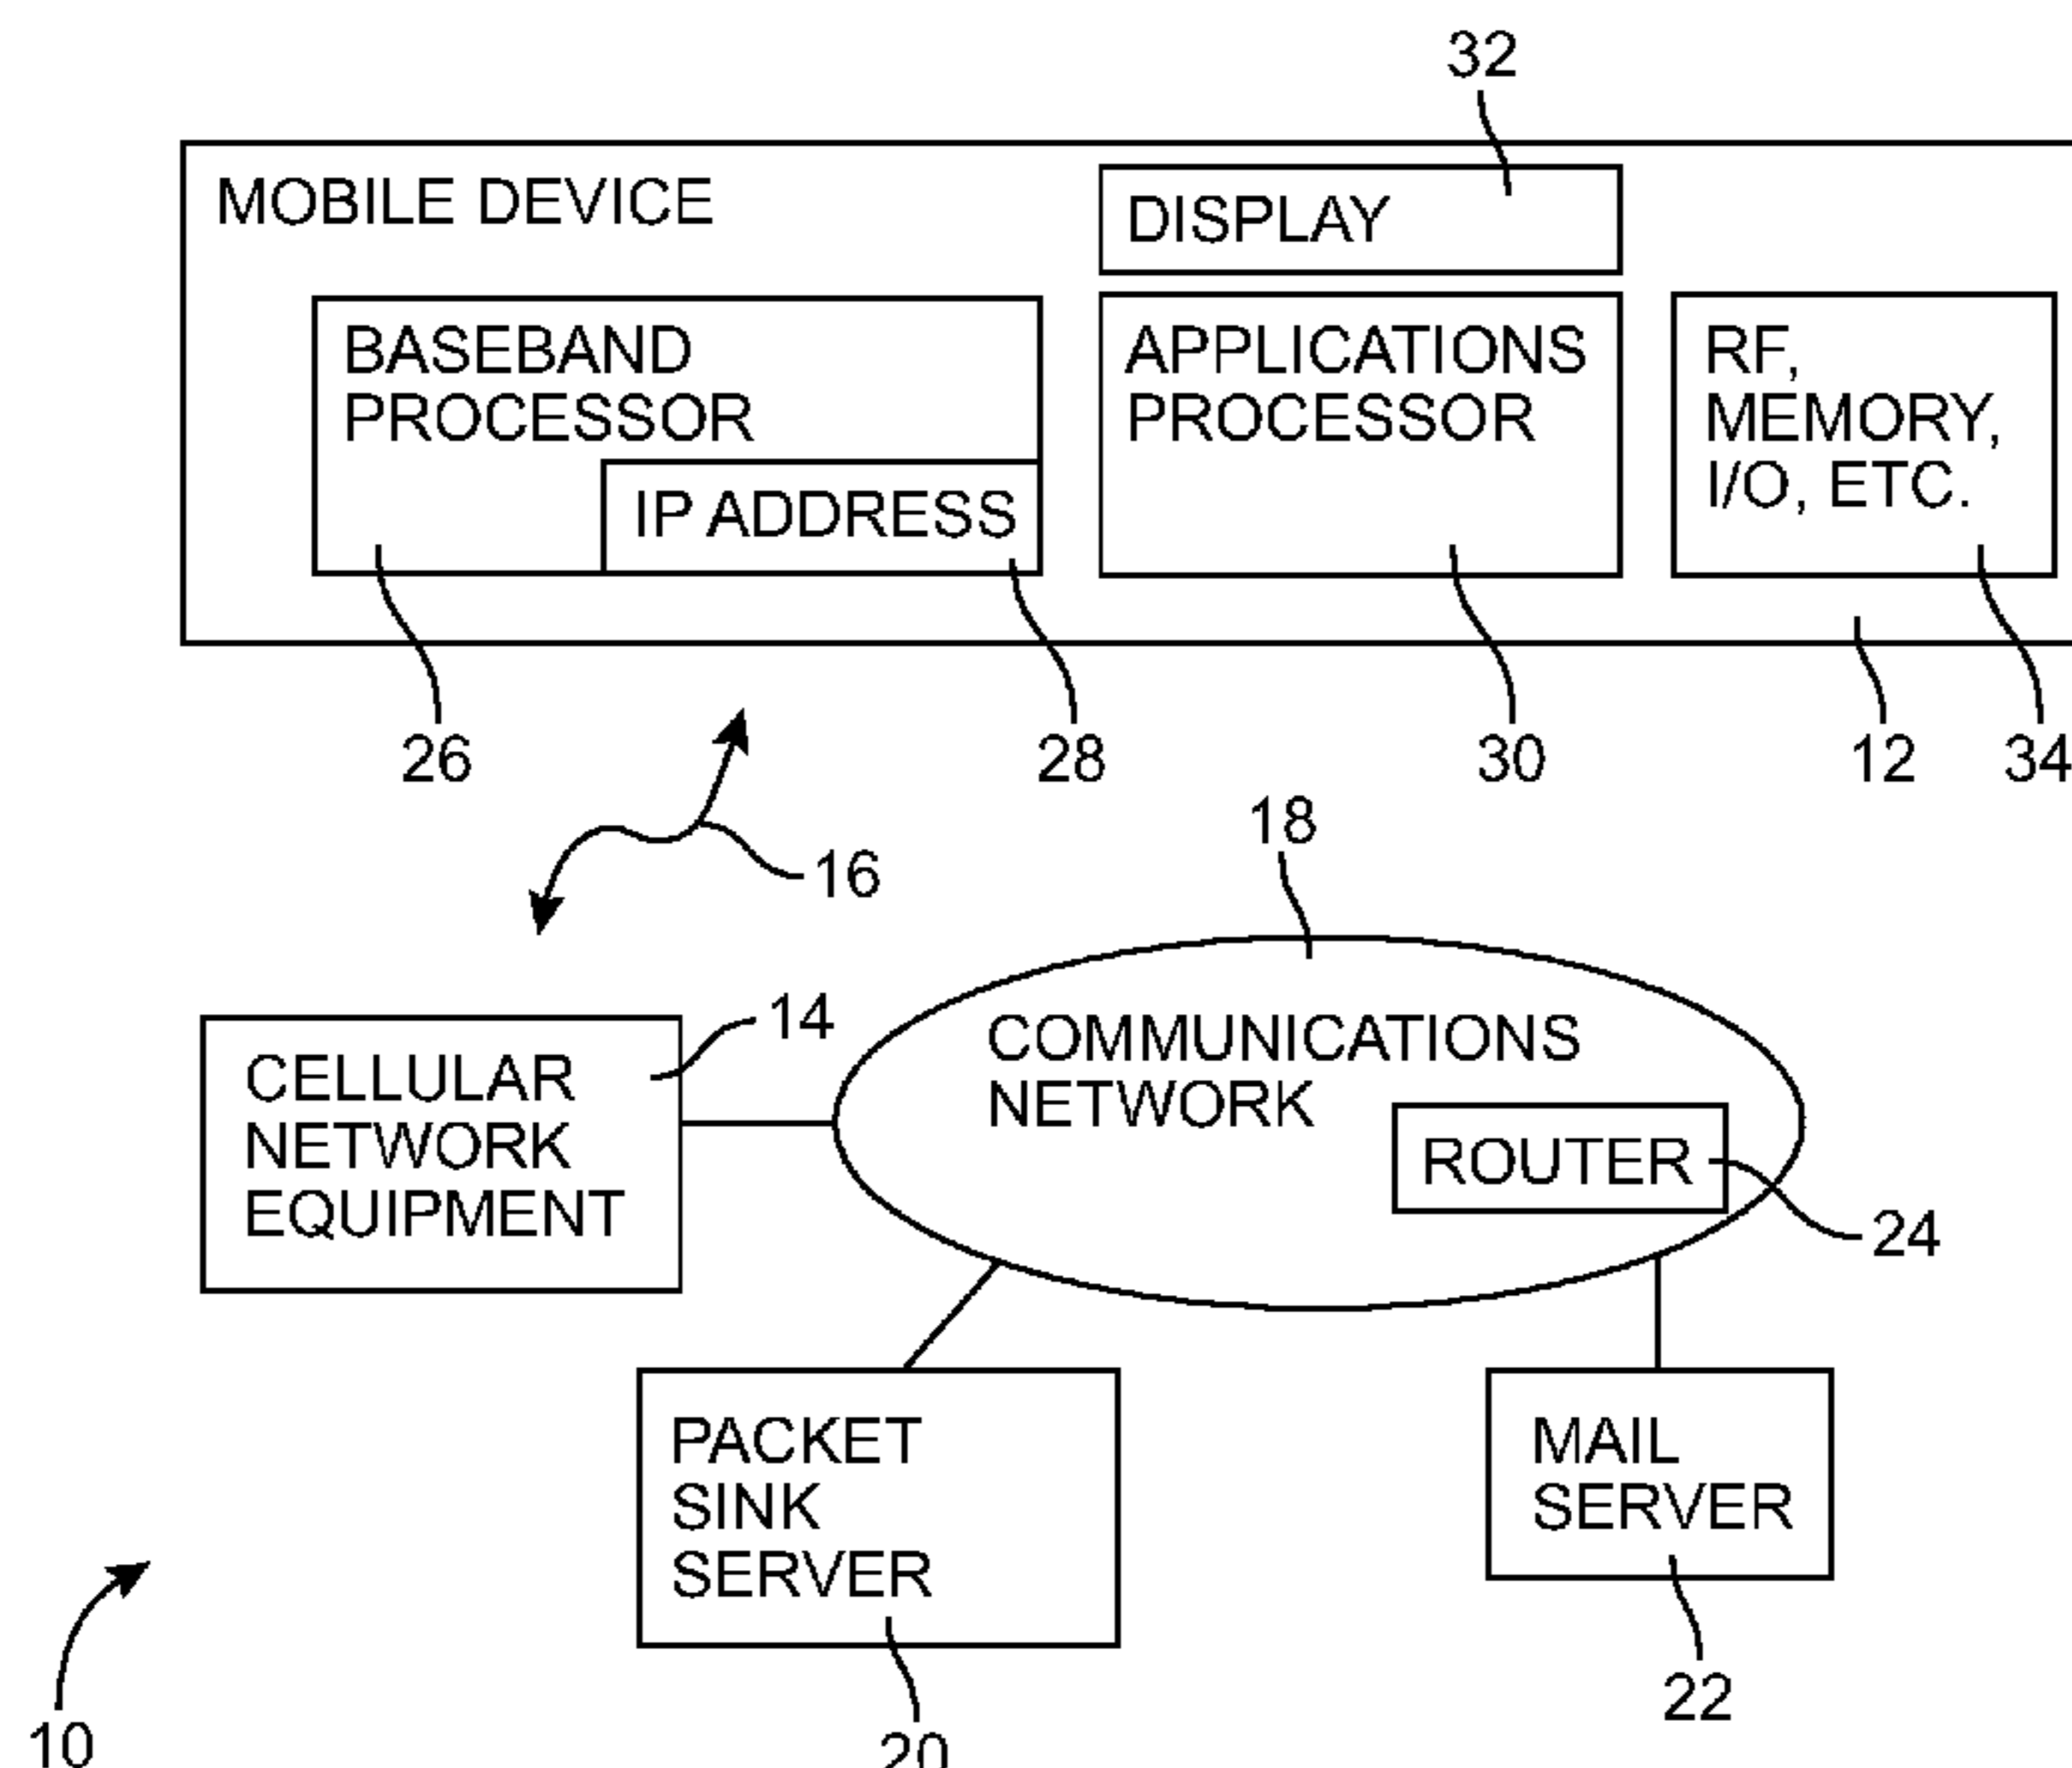 32
MOBILE DEVICE
DISPLAY
BASEBAND
PROCESSOR
IP ADDRESS
APPLICATIONS
PROCESSOR
RF,
MEMORY,
I/O, ETC.
26
28
30
12
34
16
18
14
CELLULAR
NETWORK
EQUIPMENT
COMMUNICATIONS
NETWORK
ROUTER
24
PACKET
SINK
SERVER
MAIL
SERVER
22
10
20